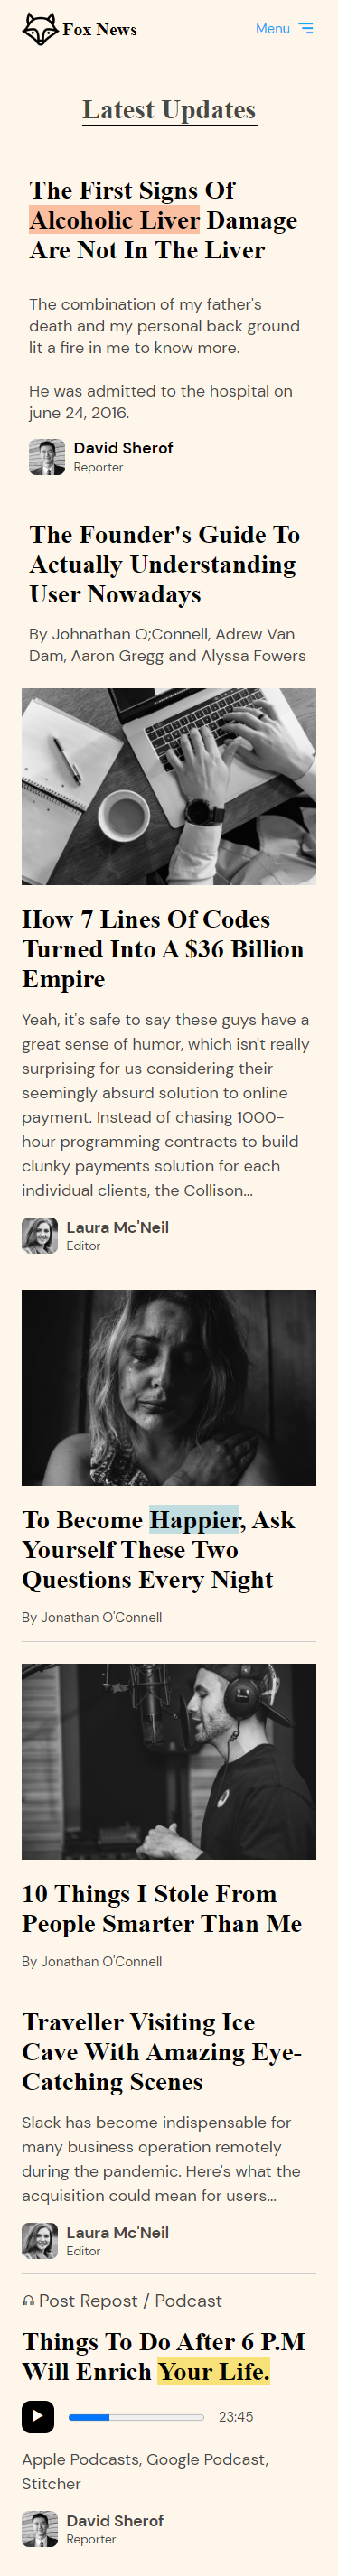 Fox News
Menu
Latest Updates
The First Signs Of
Alcoholic Liver Damage
Are Not In The Liver
The combination of my father's
death and my personal back ground
lit a fire in me to know more.
He was admitted to the hospital on
june 24, 2016.
David Sherof
Reporter
The Founder's Guide To
Actually Understanding
User Nowadays
By Johnathan O;Connell, Adrew Van
Dam, Aaron Gregg and Alyssa Fowers
How 7 Lines Of Codes
Turned Into A $36 Billion
Empire
Yeah, it's safe to say these guys have a
great sense of humor, which isn't really
surprising for us considering their
seemingly absurd solution to online
payment. Instead of chasing 1000-
hour programming contracts to build
clunky payments solution for each
individual clients, the Collison...
Laura Mc'Neil
Editor
To Become Happier, Ask
Yourself These Two
Questions Every Night
By Jonathan O'Connell
10 Things I Stole From
People Smarter Than Me
By Jonathan O'Connell
Traveller Visiting Ice
Cave With Amazing Eye-
Catching Scenes
Slack has become indispensable for
many business operation remotely
during the pandemic. Here's what the
acquisition could mean for users...
Laura Mc'Neil
Editor
Post Repost / Podcast
Things To Do After 6 P.M
Will Enrich Your Life.
23:45
Apple Podcasts, Google Podcast,
Stitcher
David Sherof
Reporter